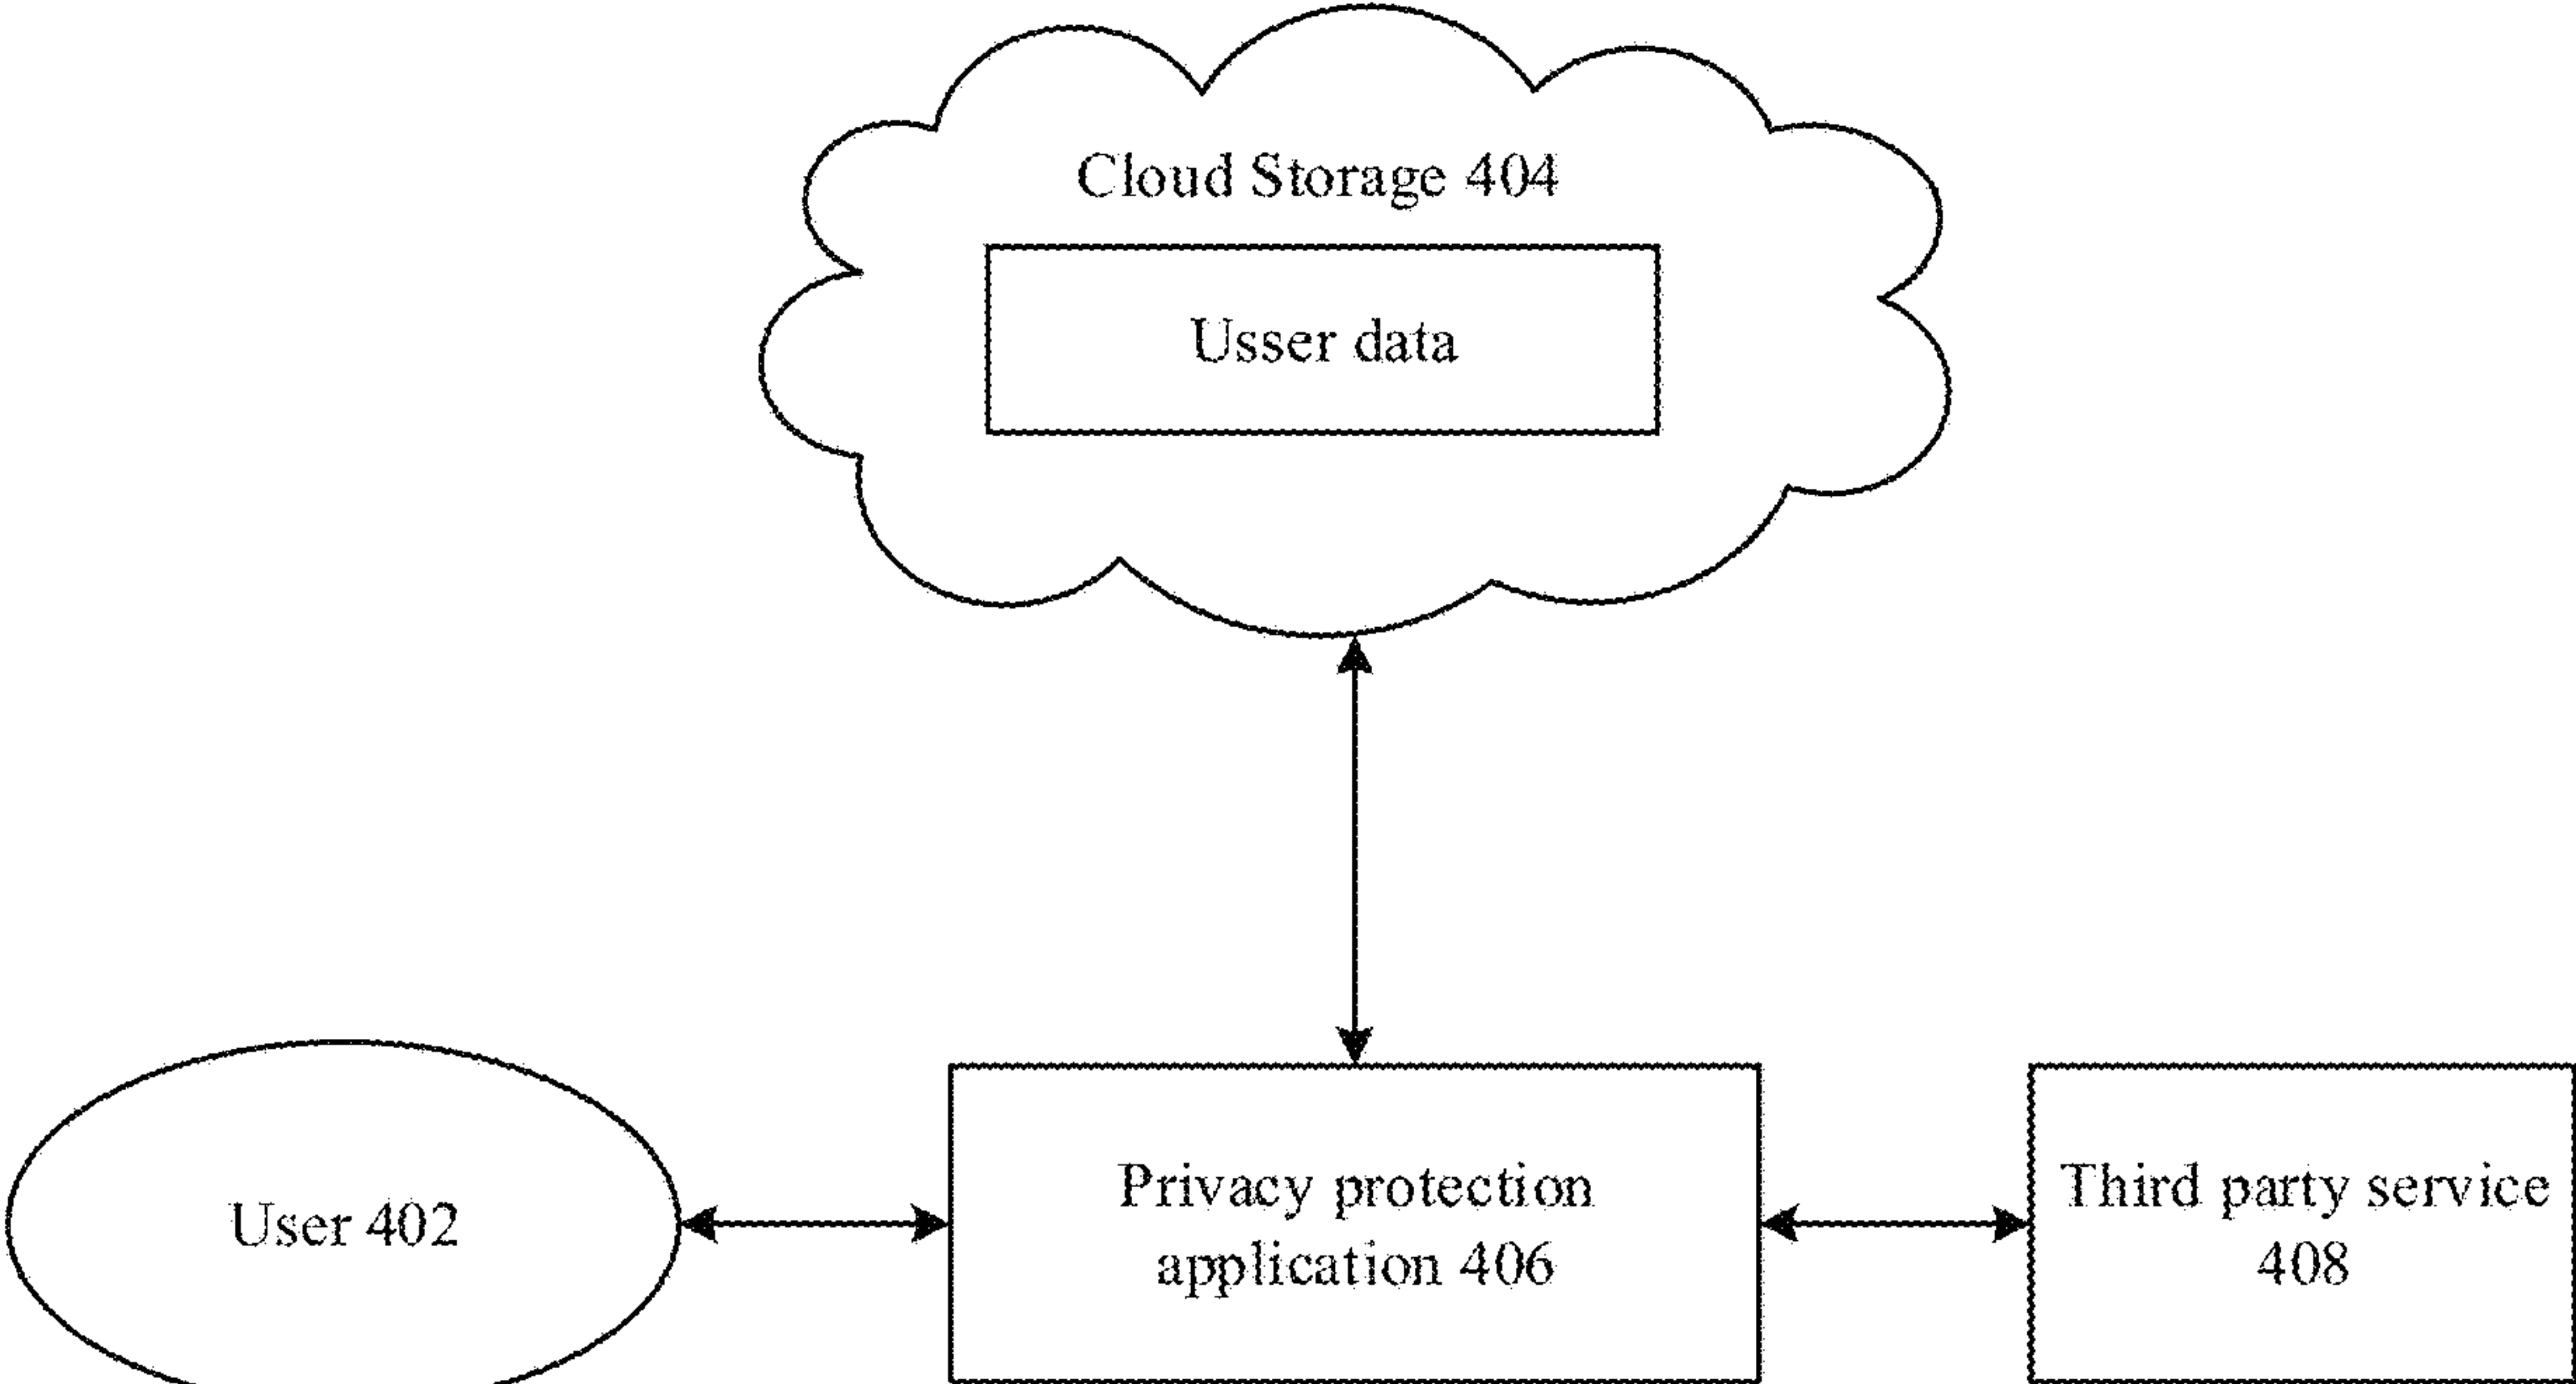 Cloud Storage 404
Usser data
User 402
Privacy protection
application 406
Third party service
408